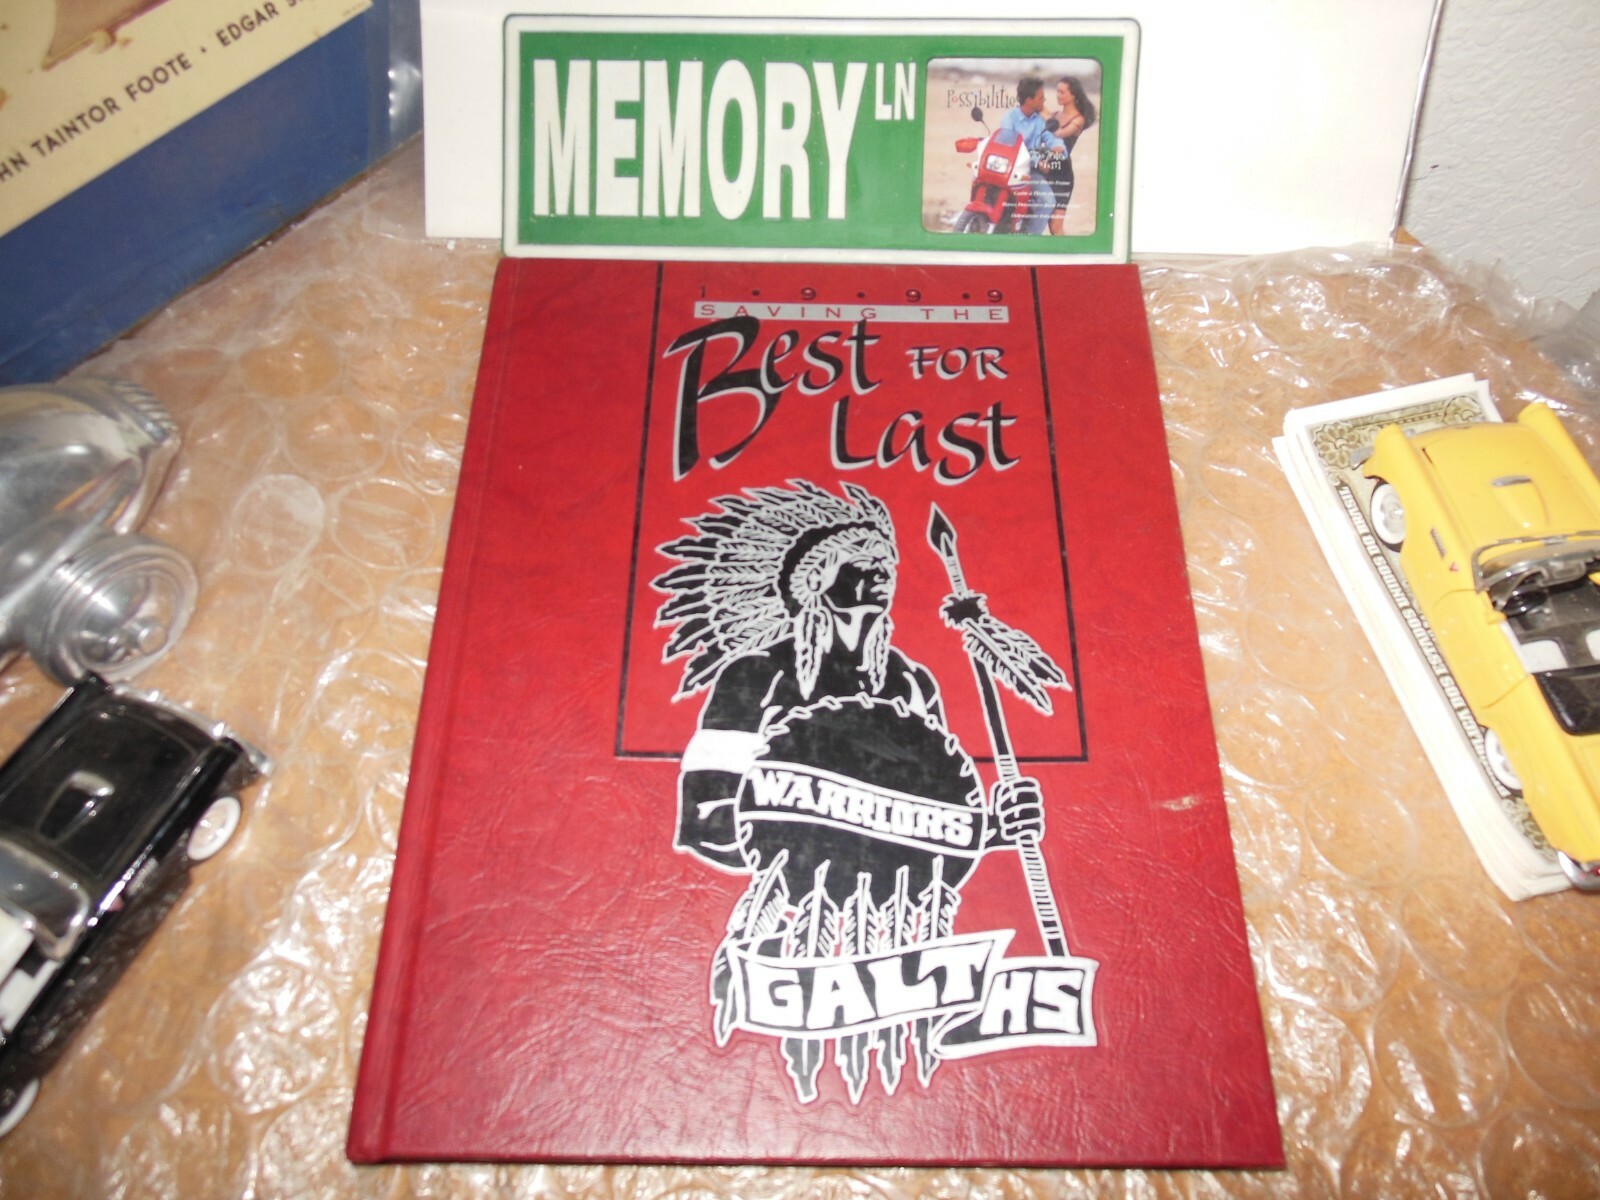 HN TAINTOR FOOTE · EDGAR S
MEMORY LN
Possibilities
1 • 9 • 9 • 9
SAVING THE
Best FOR
Last
WARRIORS
GALT HS